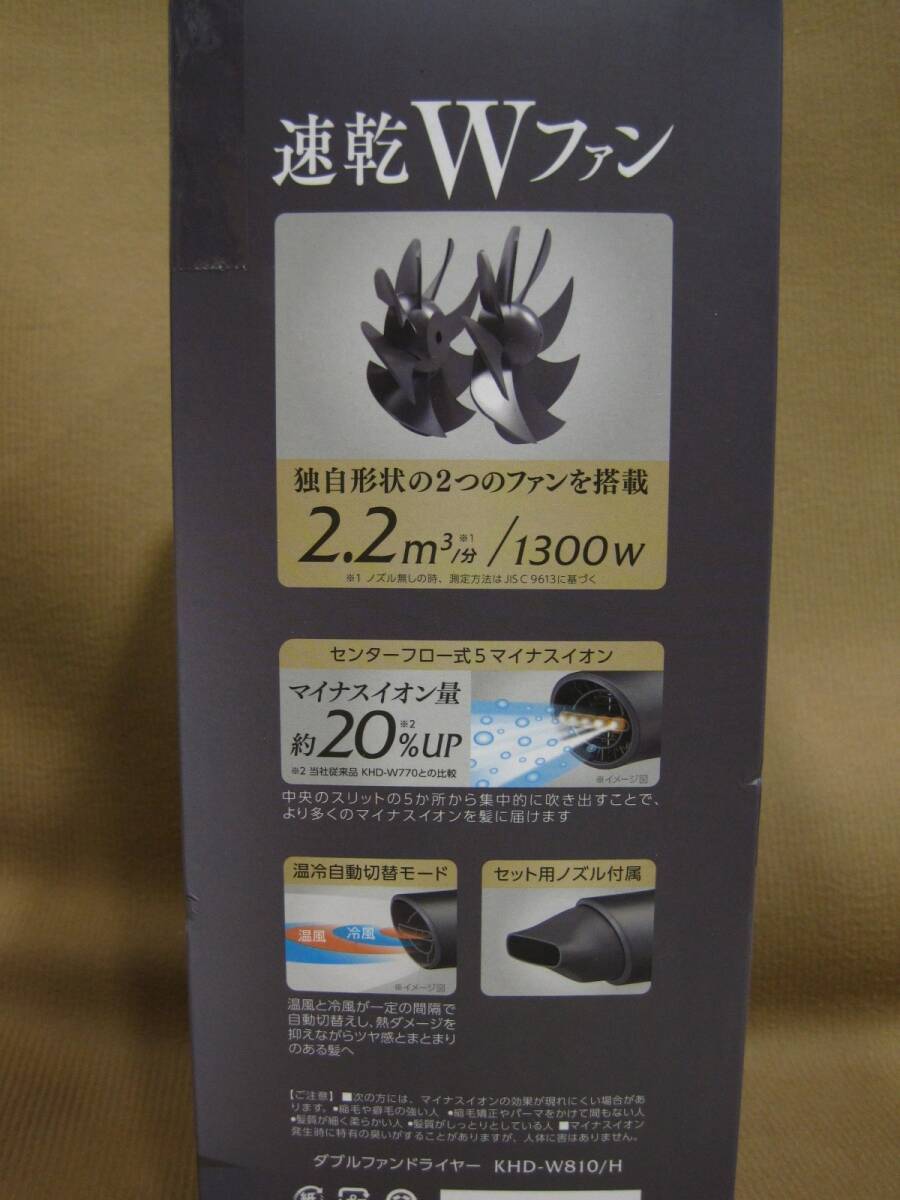 速乾Wファン
独自形状の2つのファンを搭載
2.2m³/分※1/1300W
※1 ノズル無しの時、測定方法はJIS C 9613に基づく
センターフロー式5マイナスイオン
マイナスイオン量
約20%UP※2
※2 当社従来品 KHD-W770との比較
※イメージ図
中央のスリットの5か所から集中的に吹き出すことで、
より多くのマイナスイオンを髪に届けます
温冷自動切替モード
温風 冷風
※イメージ図
温風と冷風が一定の間隔で
自動切替えし、熱ダメージを
抑えながらツヤ感とまとまり
のある髪へ
セット用ノズル付属
【ご注意】■次の方には、マイナスイオンの効果が現れにくい場合があ
ります。●縮毛や癖毛の強い人 ●縮毛矯正やパーマをかけて間もない人
●髪質が細く柔らかい人 ●髪質がしっとりとしている人 ■マイナスイオン
発生時に特有の臭いがすることがありますが、人体に害はありません。
ダブルファンドライヤー KHD-W810/H
紙